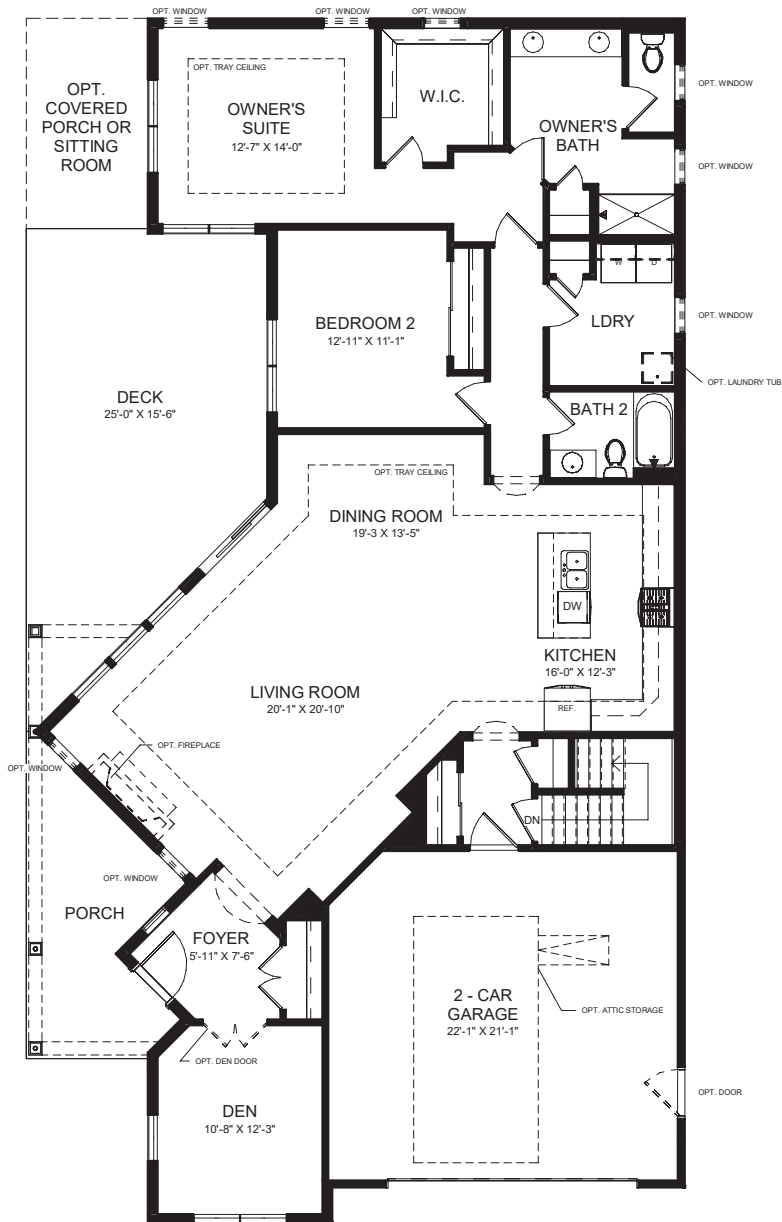 OPT. WINDOW
OPT. WINDOW
OPT. WINDOW
OPT. TRAY CEILING
OPT.
COVERED
PORCH OR
SITTING
ROOM
OWNER'S
SUITE
12'-7" X 14'-0"
W.I.C.
OWNER'S
BATH
OPT. WINDOW
OPT. WINDOW
W
D
BEDROOM 2
12'-11" X 11'-1"
LDRY
OPT. WINDOW
OPT. LAUNDRY TUB
DECK
25'-0" X 15'-6"
BATH 2
OPT. TRAY CEILING
DINING ROOM
19'-3 X 13'-5"
DW
KITCHEN
16'-0" X 12'-3"
REF.
LIVING ROOM
20'-1" X 20'-10"
OPT. FIREPLACE
OPT. WINDOW
DN
OPT. WINDOW
PORCH
FOYER
5'-11" X 7'-6"
2 - CAR
GARAGE
22'-1" X 21'-1"
OPT. ATTIC STORAGE
OPT. DEN DOOR
OPT. DOOR
DEN
10'-8" X 12'-3"